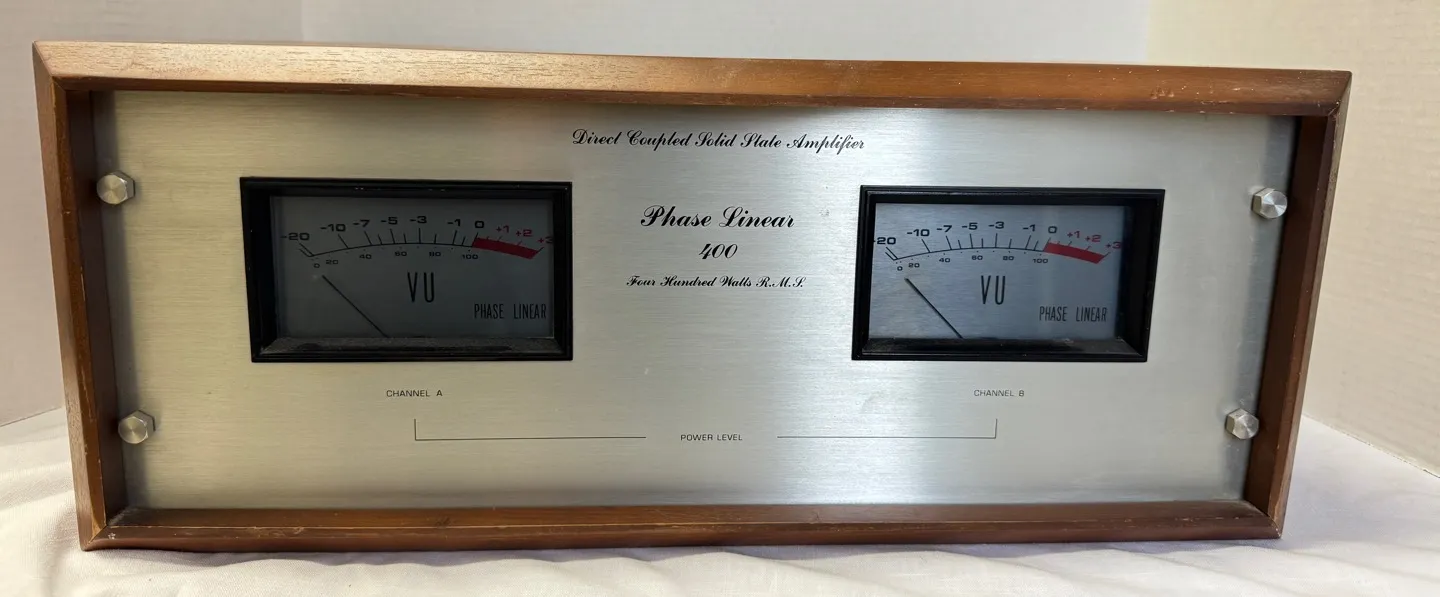 Direct Coupled Solid State Amplifier
Phase Linear
400
Four Hundred Watts R.M.S.
-20 -10 -7 -5 -3 -1 0 +1 +2 +3
0 20 40 60 80 100
VU
PHASE LINEAR
-20 -10 -7 -5 -3 -1 0 +1 +2 +3
0 20 40 60 80 100
VU
PHASE LINEAR
CHANNEL A
CHANNEL B
POWER LEVEL